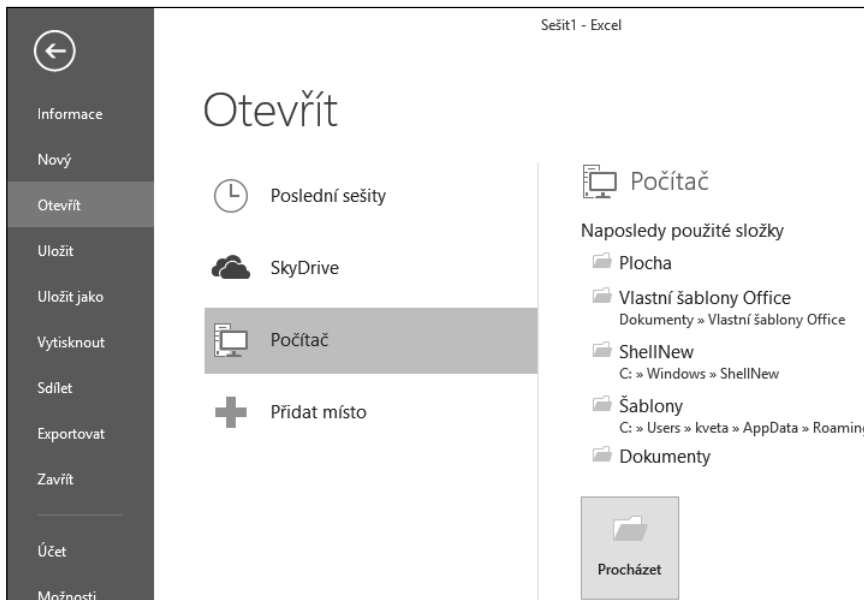 Sešit1 - Excel
Informace
Nový
Otevřít
Uložit
Uložit jako
Vytisknout
Sdílet
Exportovat
Zavřít
Účet
Možnosti
Otevřít
Poslední sešity
SkyDrive
Počítač
Přidat místo
Počítač
Naposledy použité složky
Plocha
Vlastní šablony Office
Dokumenty » Vlastní šablony Office
ShellNew
C: » Windows » ShellNew
Šablony
C: » Users » kveta » AppData » Roaming
Dokumenty
Procházet